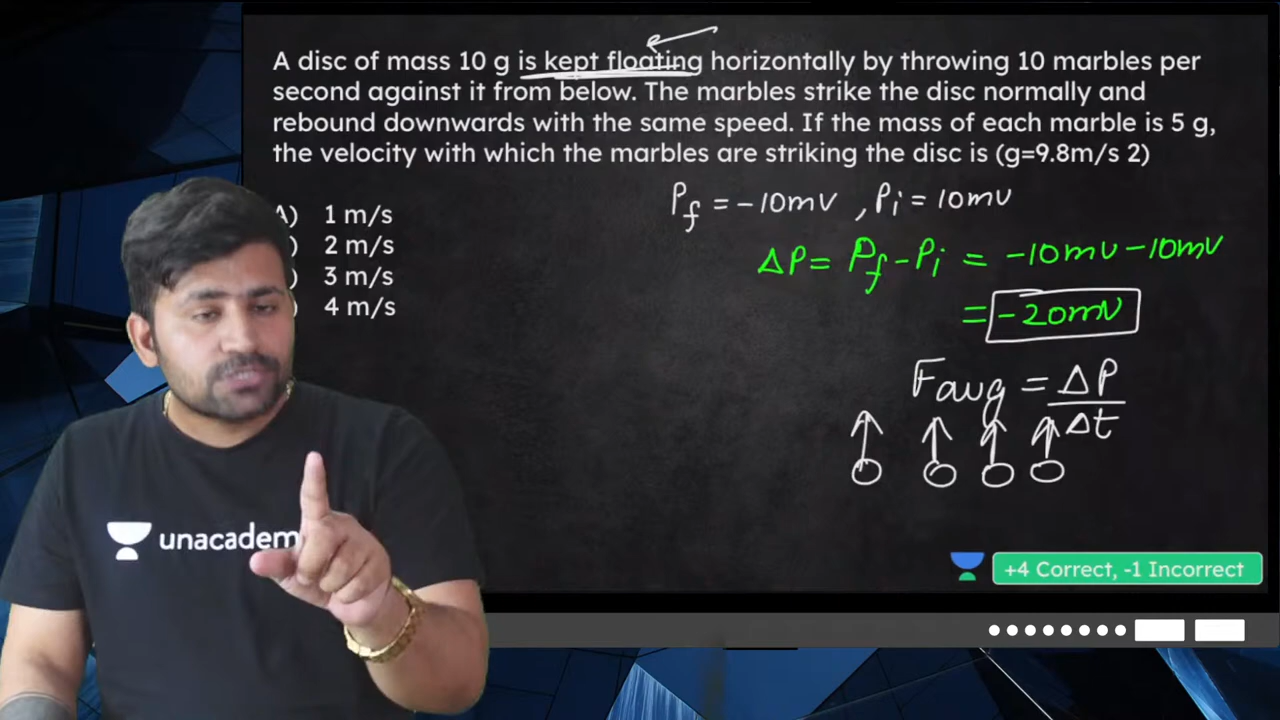 A disc of mass 10 g is kept floating horizontally by throwing 10 marbles per
second against it from below. The marbles strike the disc normally and
rebound downwards with the same speed. If the mass of each marble is 5 g,
the velocity with which the marbles are striking the disc is (g=9.8m/s 2)
Pf = -10mv , Pi = 10mv
A) 1 m/s
) 2 m/s
) 3 m/s
) 4 m/s
ΔP = Pf - Pi = -10mv - 10mv
= -20mv
Favg = ΔP/Δt
unacadem
+4 Correct, -1 Incorrect